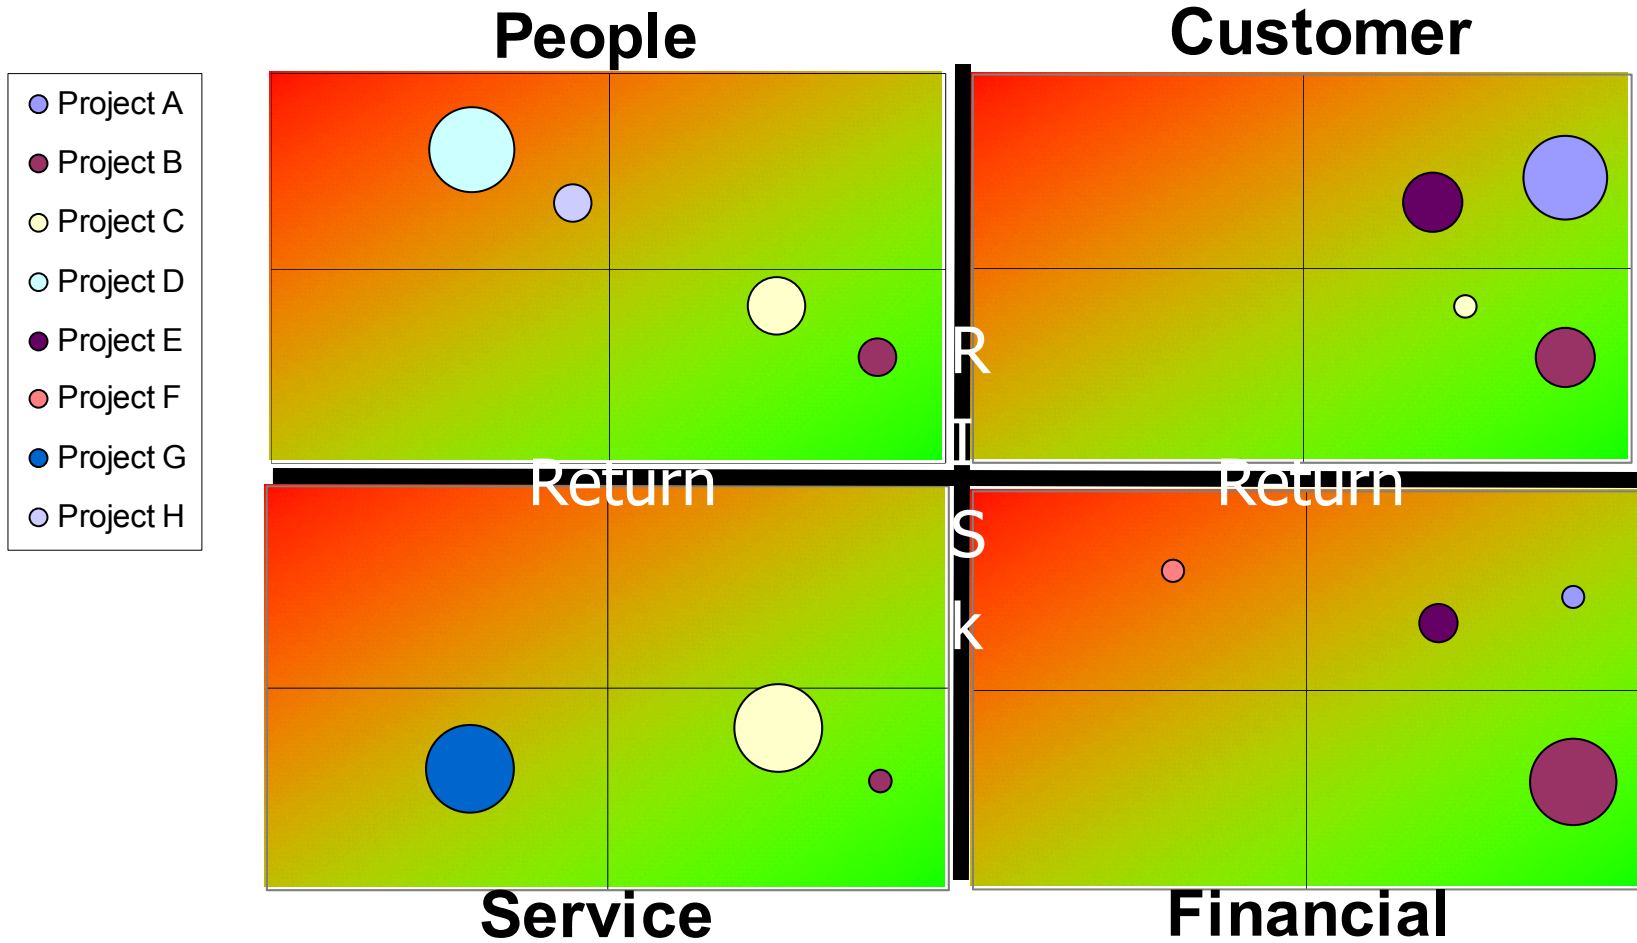 People
Customer
Project A
Project B
Project C
Project D
Project E
Project F
Project G
Project H
R
I
S
k
Return
Return
Service
Financial